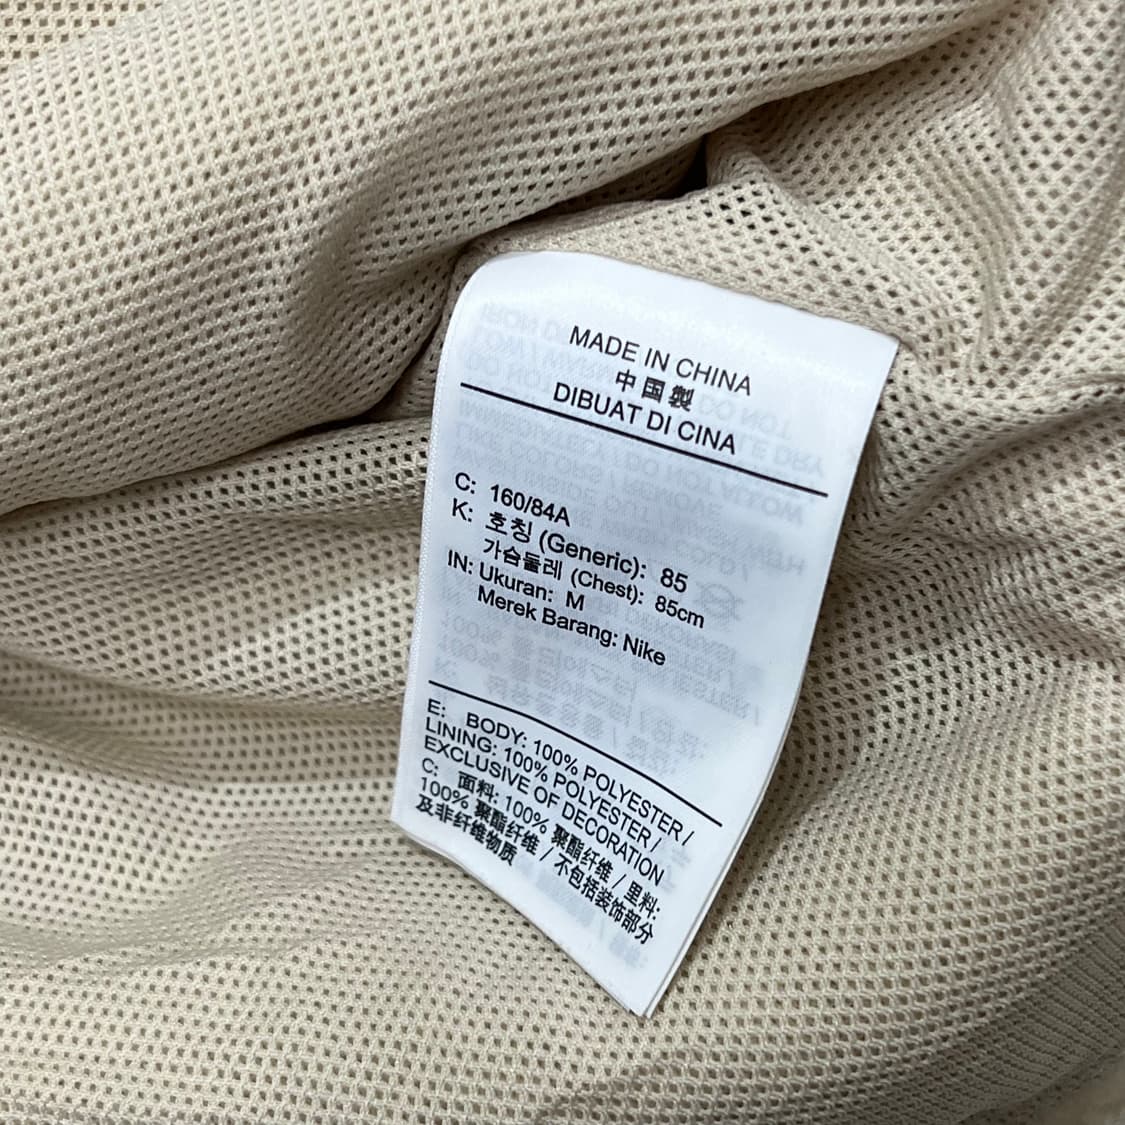 MADE IN CHINA
中国製
DIBUAT DI CINA
C: 160/84A
K: 호칭 (Generic): 85
가슴둘레 (Chest): 85cm
IN: Ukuran: M
Merek Barang: Nike
E: BODY: 100% POLYESTER /
LINING: 100% POLYESTER /
EXCLUSIVE OF DECORATION
C: 面料: 100% 聚酯纤维 / 里料:
100% 聚酯纤维 / 不包括装饰部分
及非纤维物质